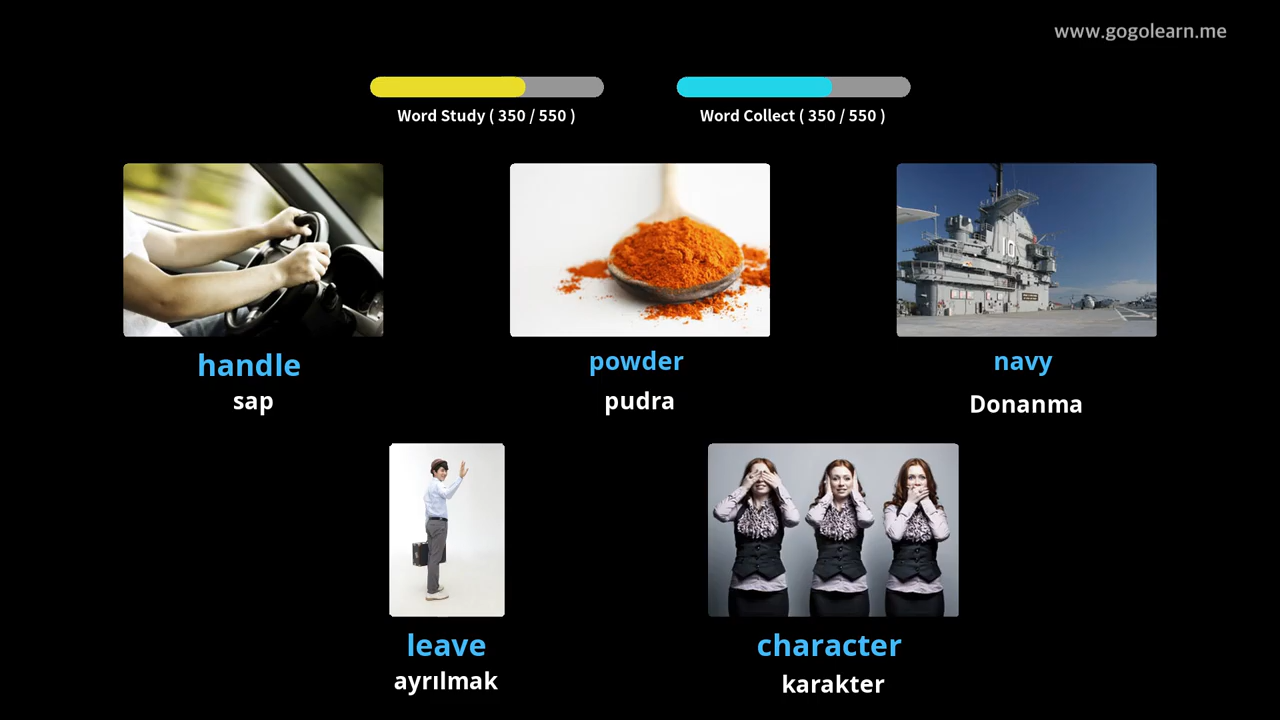 www.gogolearn.me
Word Study ( 350 / 550 )
Word Collect ( 350 / 550 )
10
handle
sap
powder
pudra
navy
Donanma
leave
ayrılmak
character
karakter